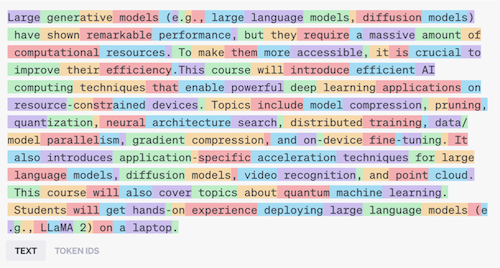 Large generative models (e.g., large language models, diffusion models)
have shown remarkable performance, but they require a massive amount of
computational resources. To make them more accessible, it is crucial to
improve their efficiency.This course will introduce efficient AI
computing techniques that enable powerful deep learning applications on
resource-constrained devices. Topics include model compression, pruning,
quantization, neural architecture search, distributed training, data/
model parallelism, gradient compression, and on-device fine-tuning. It
also introduces application-specific acceleration techniques for large
language models, diffusion models, video recognition, and point cloud.
This course will also cover topics about quantum machine learning.
Students will get hands-on experience deploying large language models (e
.g., LLaMA 2) on a laptop.
TEXT TOKEN IDS